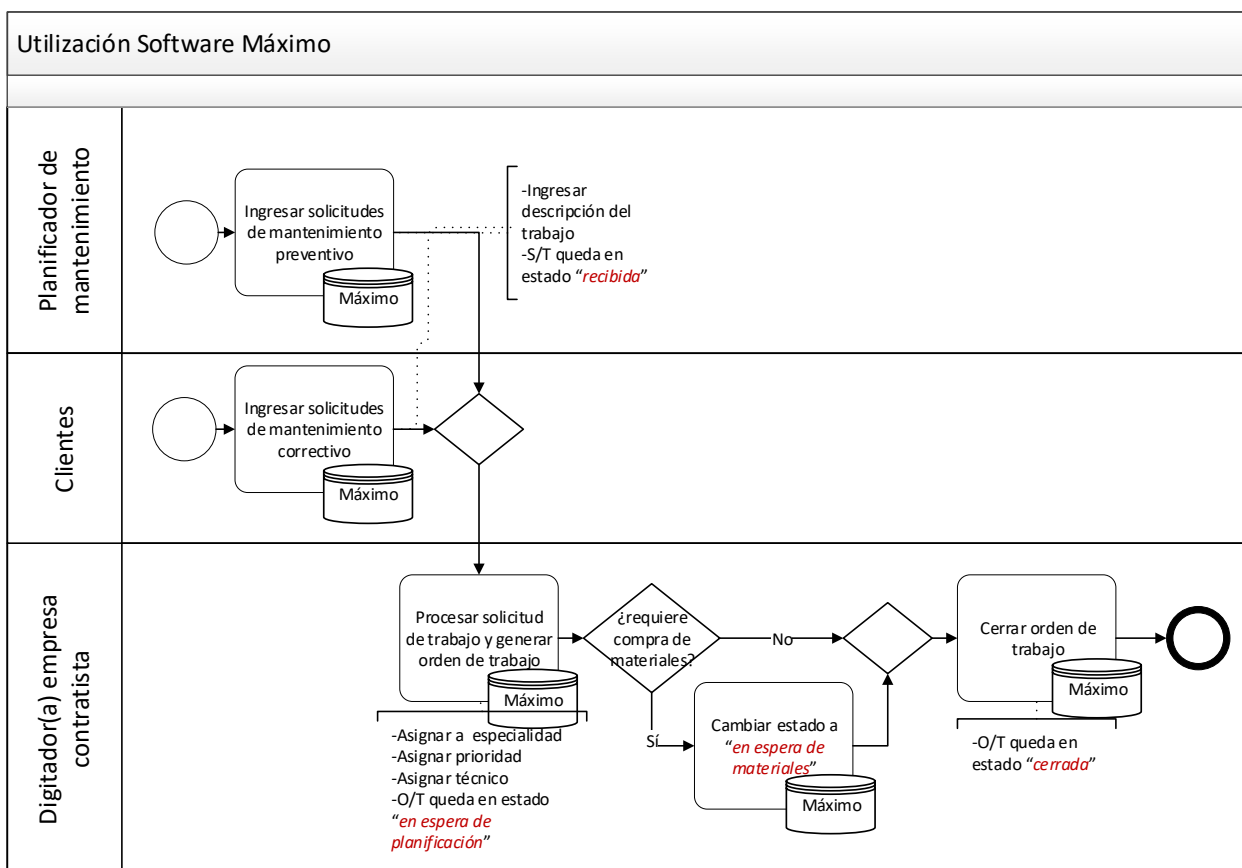 Utilización Software Máximo
Planificador de
mantenimiento
Ingresar solicitudes
de mantenimiento
preventivo
Máximo
-Ingresar
descripción del
trabajo
-S/T queda en
estado “recibida”
Clientes
Ingresar solicitudes
de mantenimiento
correctivo
Máximo
Digitador(a) empresa
contratista
Procesar solicitud
de trabajo y generar
orden de trabajo
Máximo
-Asignar a especialidad
-Asignar prioridad
-Asignar técnico
-O/T queda en estado
“en espera de
planificación”
¿requiere
compra de
materiales?
No
Sí
Cambiar estado a
“en espera de
materiales”
Máximo
Cerrar orden de
trabajo
Máximo
-O/T queda en
estado “cerrada”